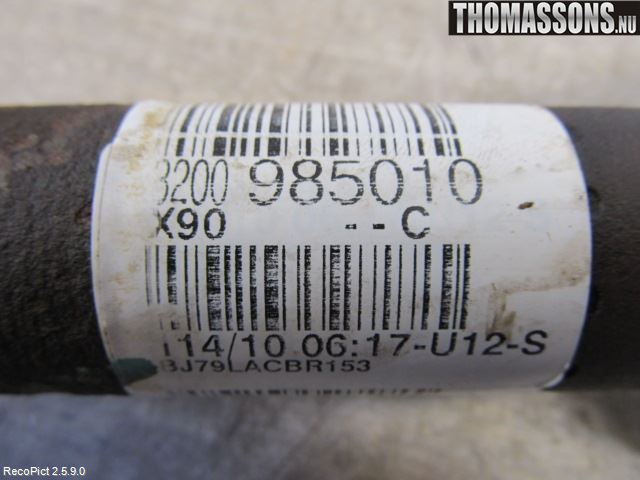 THOMASSONS.NU
8200 985010
X90 --C
114/10 06:17-U12-S
BJ79LACBR153
RecoPict 2.5.9.0